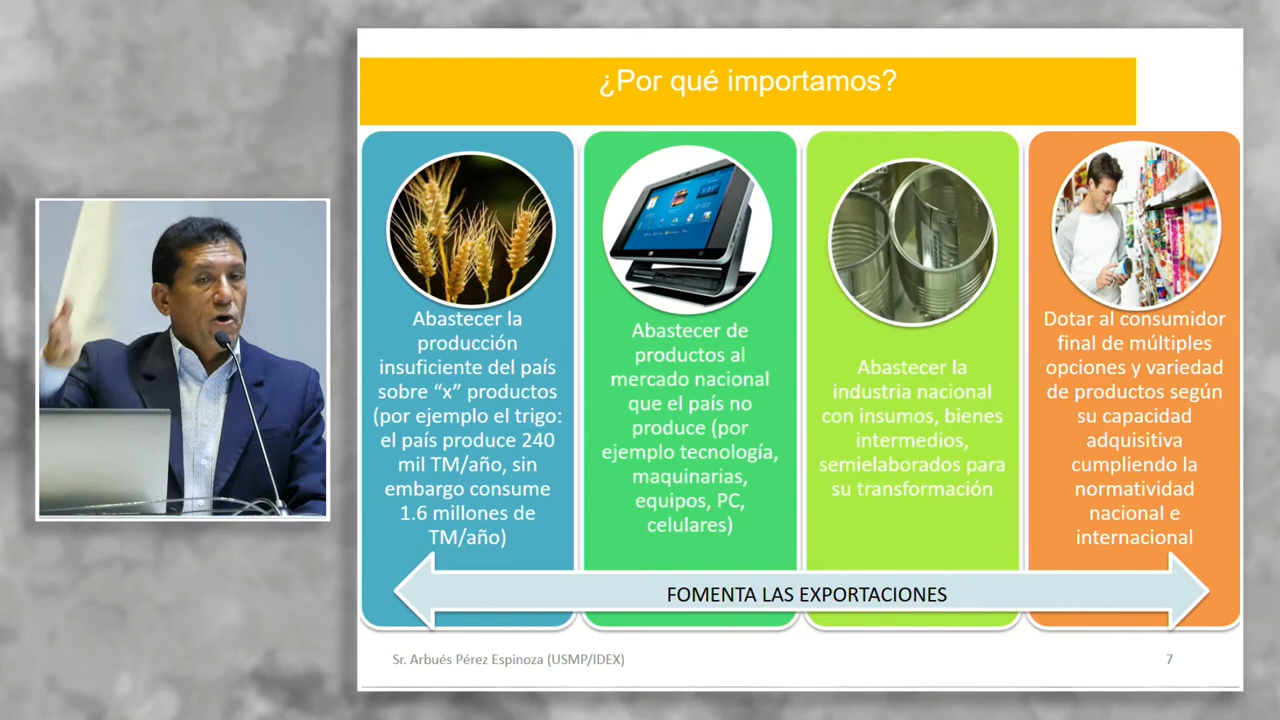 ¿Por qué importamos?
Abastecer la
producción
insuficiente del país
sobre “x” productos
(por ejemplo el trigo:
el país produce 240
mil TM/año, sin
embargo consume
1.6 millones de
TM/año)
Abastecer de
productos al
mercado nacional
que el país no
produce (por
ejemplo tecnología,
maquinarias,
equipos, PC,
celulares)
Abastecer la
industria nacional
con insumos, bienes
intermedios,
semielaborados para
su transformación
Dotar al consumidor
final de múltiples
opciones y variedad
de productos según
su capacidad
adquisitiva
cumpliendo la
normatividad
nacional e
internacional
FOMENTA LAS EXPORTACIONES
Sr. Arbués Pérez Espinoza (USMP/IDEX)
7